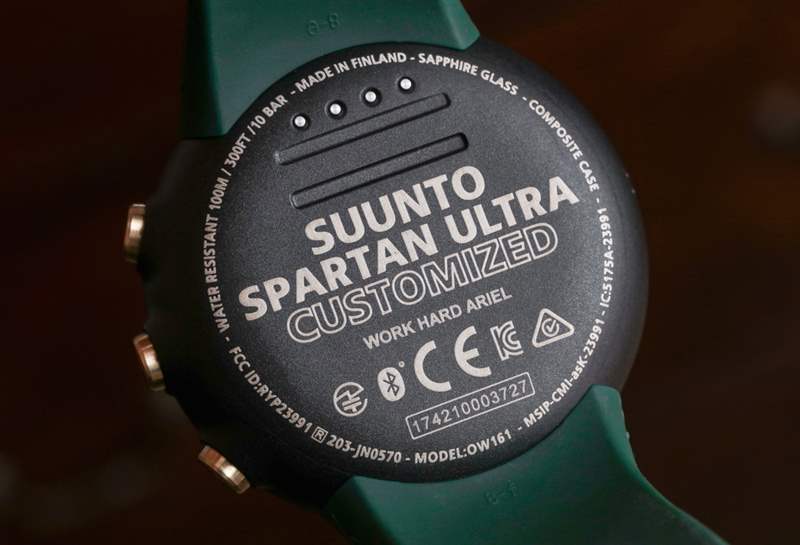 - WATER RESISTANT 100M / 300FT / 10 BAR - MADE IN FINLAND - SAPPHIRE GLASS - COMPOSITE CASE -
SUUNTO
SPARTAN ULTRA
CUSTOMIZED
WORK HARD ARIEL
CE
174210003727
FCC ID:RYP23991 R 203-JN0570 - MODEL:OW161 - MSIP-CMI-asK-23991 - IC:5175A-23991 -